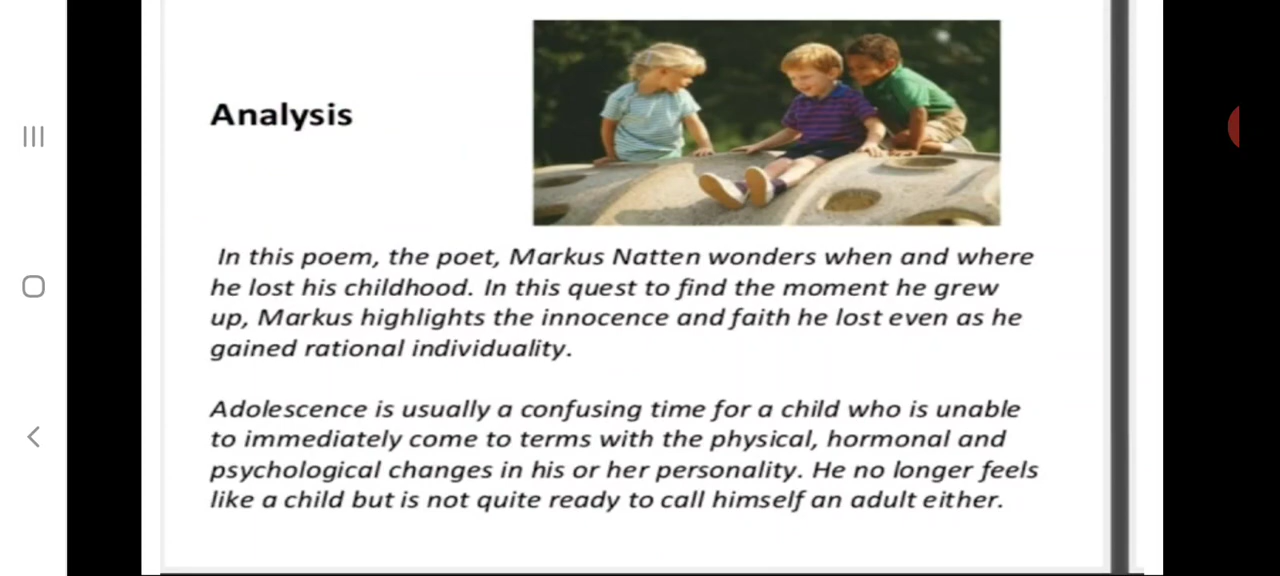 Analysis
In this poem, the poet, Markus Natten wonders when and where
he lost his childhood. In this quest to find the moment he grew
up, Markus highlights the innocence and faith he lost even as he
gained rational individuality.
Adolescence is usually a confusing time for a child who is unable
to immediately come to terms with the physical, hormonal and
psychological changes in his or her personality. He no longer feels
like a child but is not quite ready to call himself an adult either.